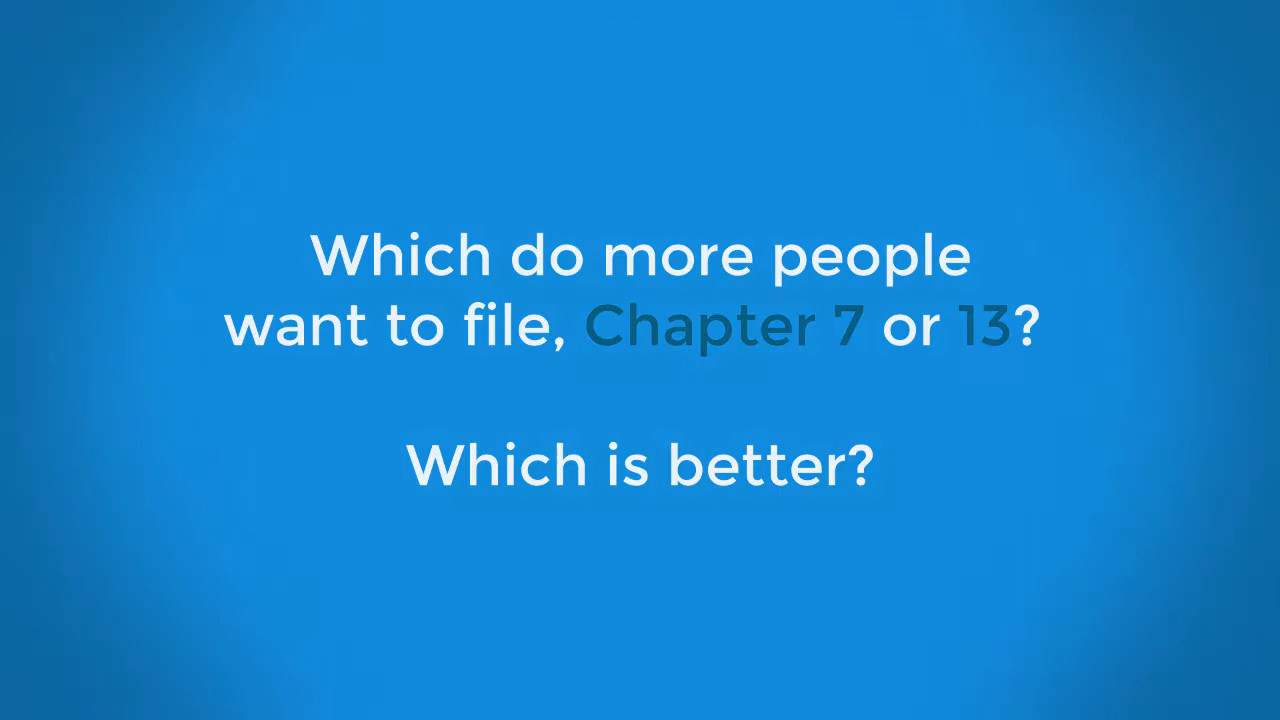 Which do more people
want to file, Chapter 7 or 13?
Which is better?